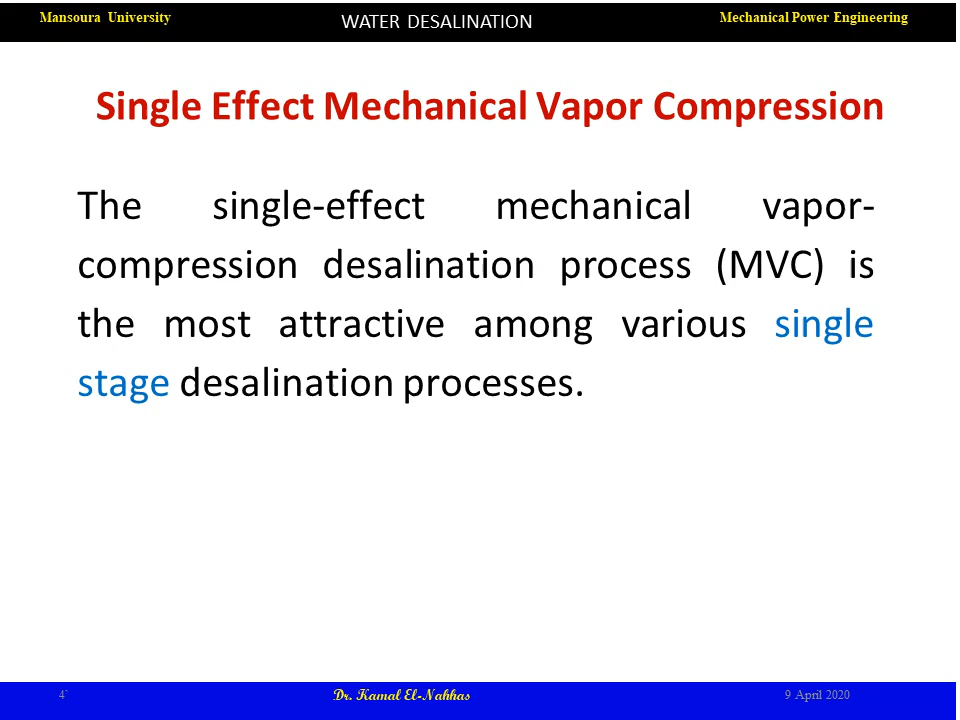 Mansoura University WATER DESALINATION Mechanical Power Engineering
Single Effect Mechanical Vapor Compression
The single-effect mechanical vapor-
compression desalination process (MVC) is
the most attractive among various single
stage desalination processes.
4` Dr. Kamal El-Nahhas 9 April 2020